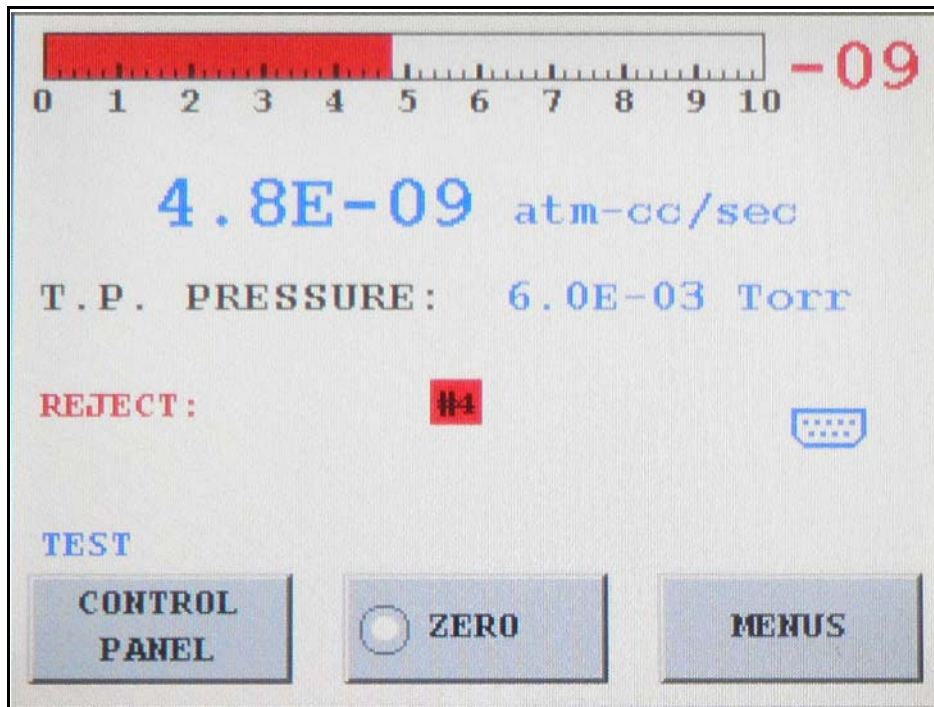 -09
0 1 2 3 4 5 6 7 8 9 10
4.8E-09 atm-cc/sec
T.P. PRESSURE: 6.0E-03 Torr
REJECT: #4
TEST
CONTROL
PANEL
ZERO
MENUS